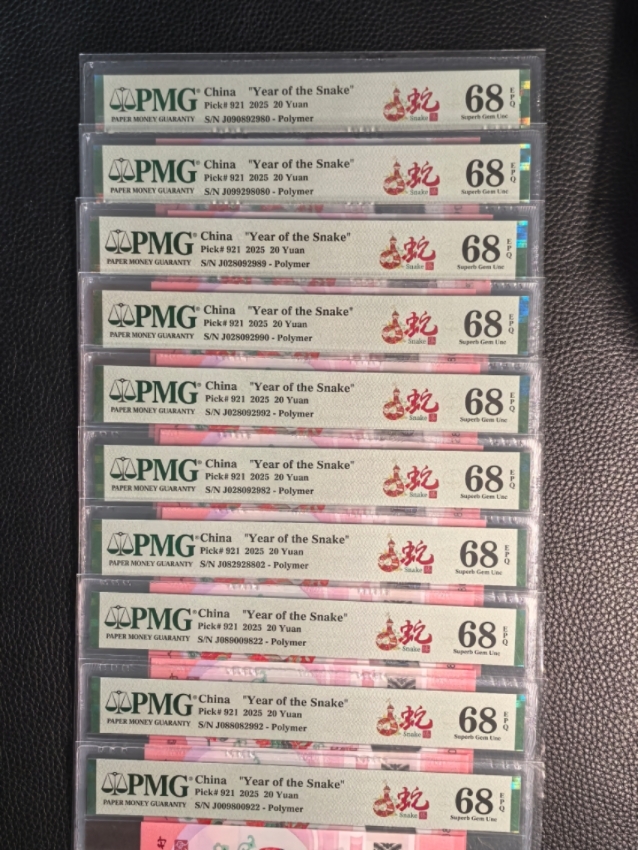 PMG China "Year of the Snake" 蛇 68 EPQ
Pick# 921 2025 20 Yuan
PAPER MONEY GUARANTY S/N J090892980 - Polymer Snake Superb Gem Unc
PMG China "Year of the Snake" 蛇 68 EPQ
Pick# 921 2025 20 Yuan
PAPER MONEY GUARANTY S/N J099298080 - Polymer Snake Superb Gem Unc
PMG China "Year of the Snake" 蛇 68 EPQ
Pick# 921 2025 20 Yuan
PAPER MONEY GUARANTY S/N J028092989 - Polymer Snake Superb Gem Unc
PMG China "Year of the Snake" 蛇 68 EPQ
Pick# 921 2025 20 Yuan
PAPER MONEY GUARANTY S/N J028092990 - Polymer Snake Superb Gem Unc
PMG China "Year of the Snake" 蛇 68 EPQ
Pick# 921 2025 20 Yuan
PAPER MONEY GUARANTY S/N J028092992 - Polymer Snake Superb Gem Unc
PMG China "Year of the Snake" 蛇 68 EPQ
Pick# 921 2025 20 Yuan
PAPER MONEY GUARANTY S/N J028092982 - Polymer Snake Superb Gem Unc
PMG China "Year of the Snake" 蛇 68 EPQ
Pick# 921 2025 20 Yuan
PAPER MONEY GUARANTY S/N J082928802 - Polymer Snake Superb Gem Unc
PMG China "Year of the Snake" 蛇 68 EPQ
Pick# 921 2025 20 Yuan
PAPER MONEY GUARANTY S/N J089009822 - Polymer Snake Superb Gem Unc
PMG China "Year of the Snake" 蛇 68 EPQ
Pick# 921 2025 20 Yuan
PAPER MONEY GUARANTY S/N J088082992 - Polymer Snake Superb Gem Unc
PMG China "Year of the Snake" 蛇 68 EPQ
Pick# 921 2025 20 Yuan
PAPER MONEY GUARANTY S/N J009800922 - Polymer Snake Superb Gem Unc